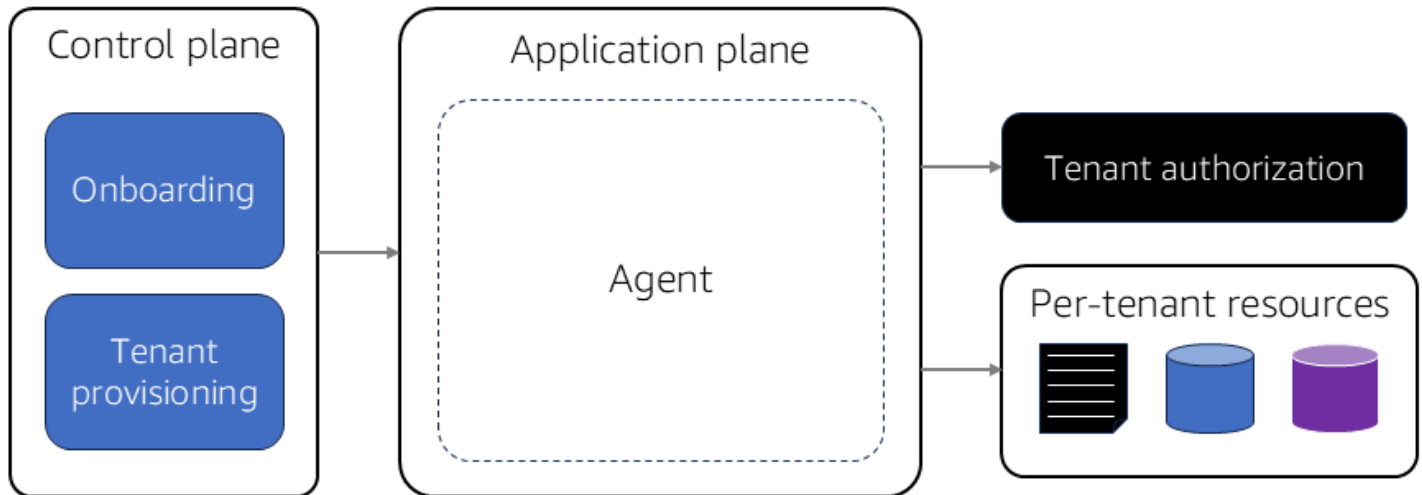 Control plane
Onboarding
Tenant
provisioning
Application plane
Agent
Tenant authorization
Per-tenant resources